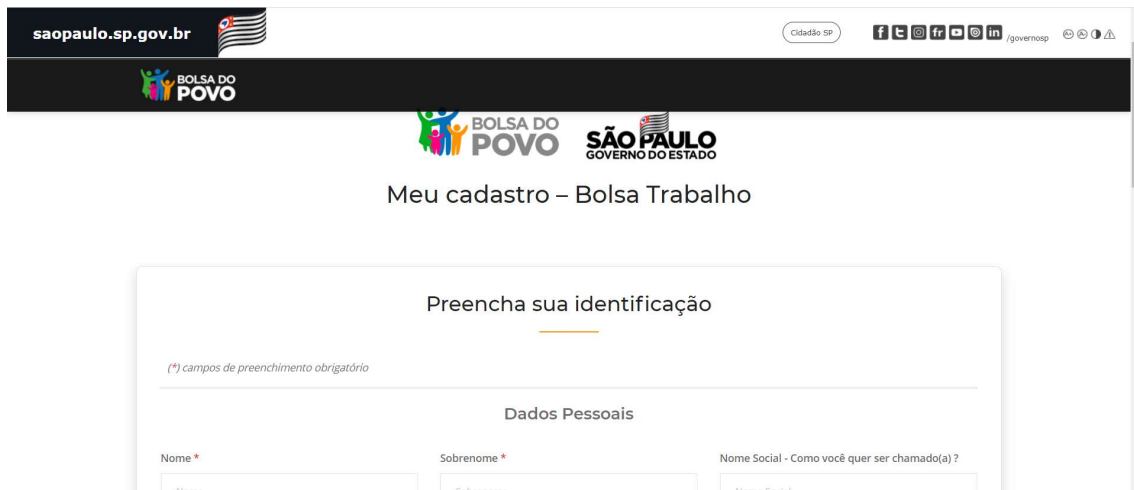 saopaulo.sp.gov.br
Cidadão SP
/governosp
BOLSA DO
POVO
BOLSA DO
POVO
SÃO PAULO
GOVERNO DO ESTADO
Meu cadastro – Bolsa Trabalho
Preencha sua identificação
(*) campos de preenchimento obrigatório
Dados Pessoais
Nome *
Sobrenome *
Nome Social - Como você quer ser chamado(a) ?